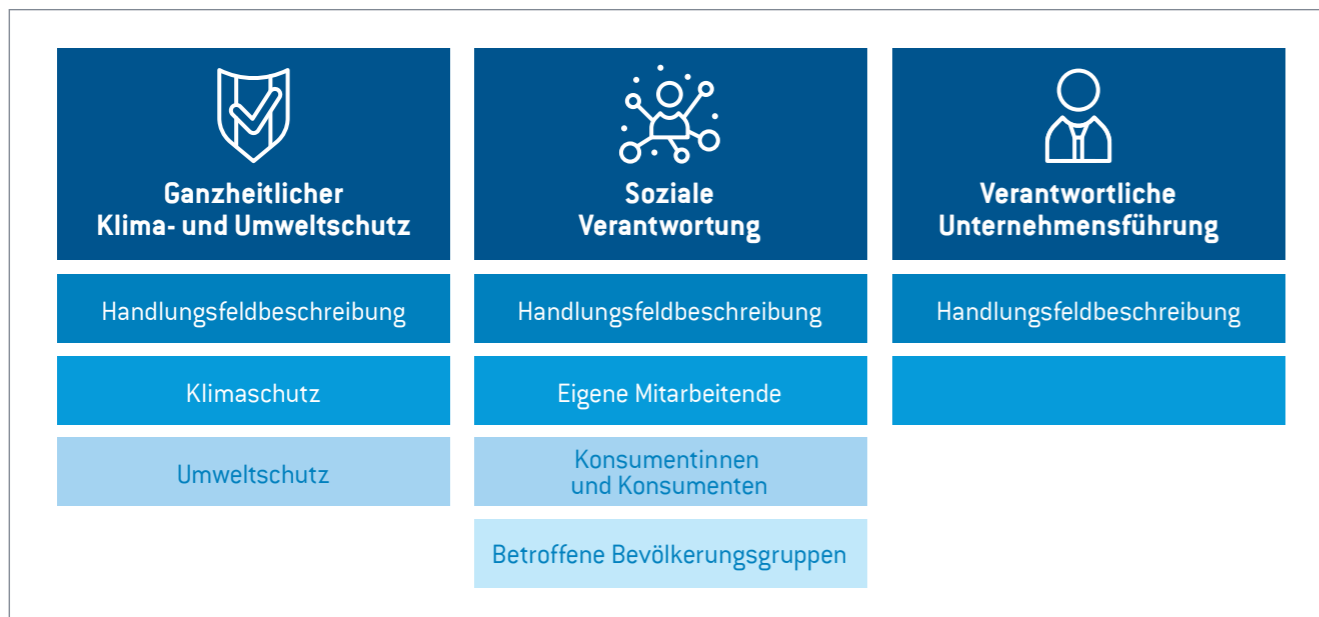 Ganzheitlicher
Klima- und Umweltschutz
Handlungsfeldbeschreibung
Klimaschutz
Umweltschutz
Soziale
Verantwortung
Handlungsfeldbeschreibung
Eigene Mitarbeitende
Konsumentinnen
und Konsumenten
Betroffene Bevölkerungsgruppen
Verantwortliche
Unternehmensführung
Handlungsfeldbeschreibung